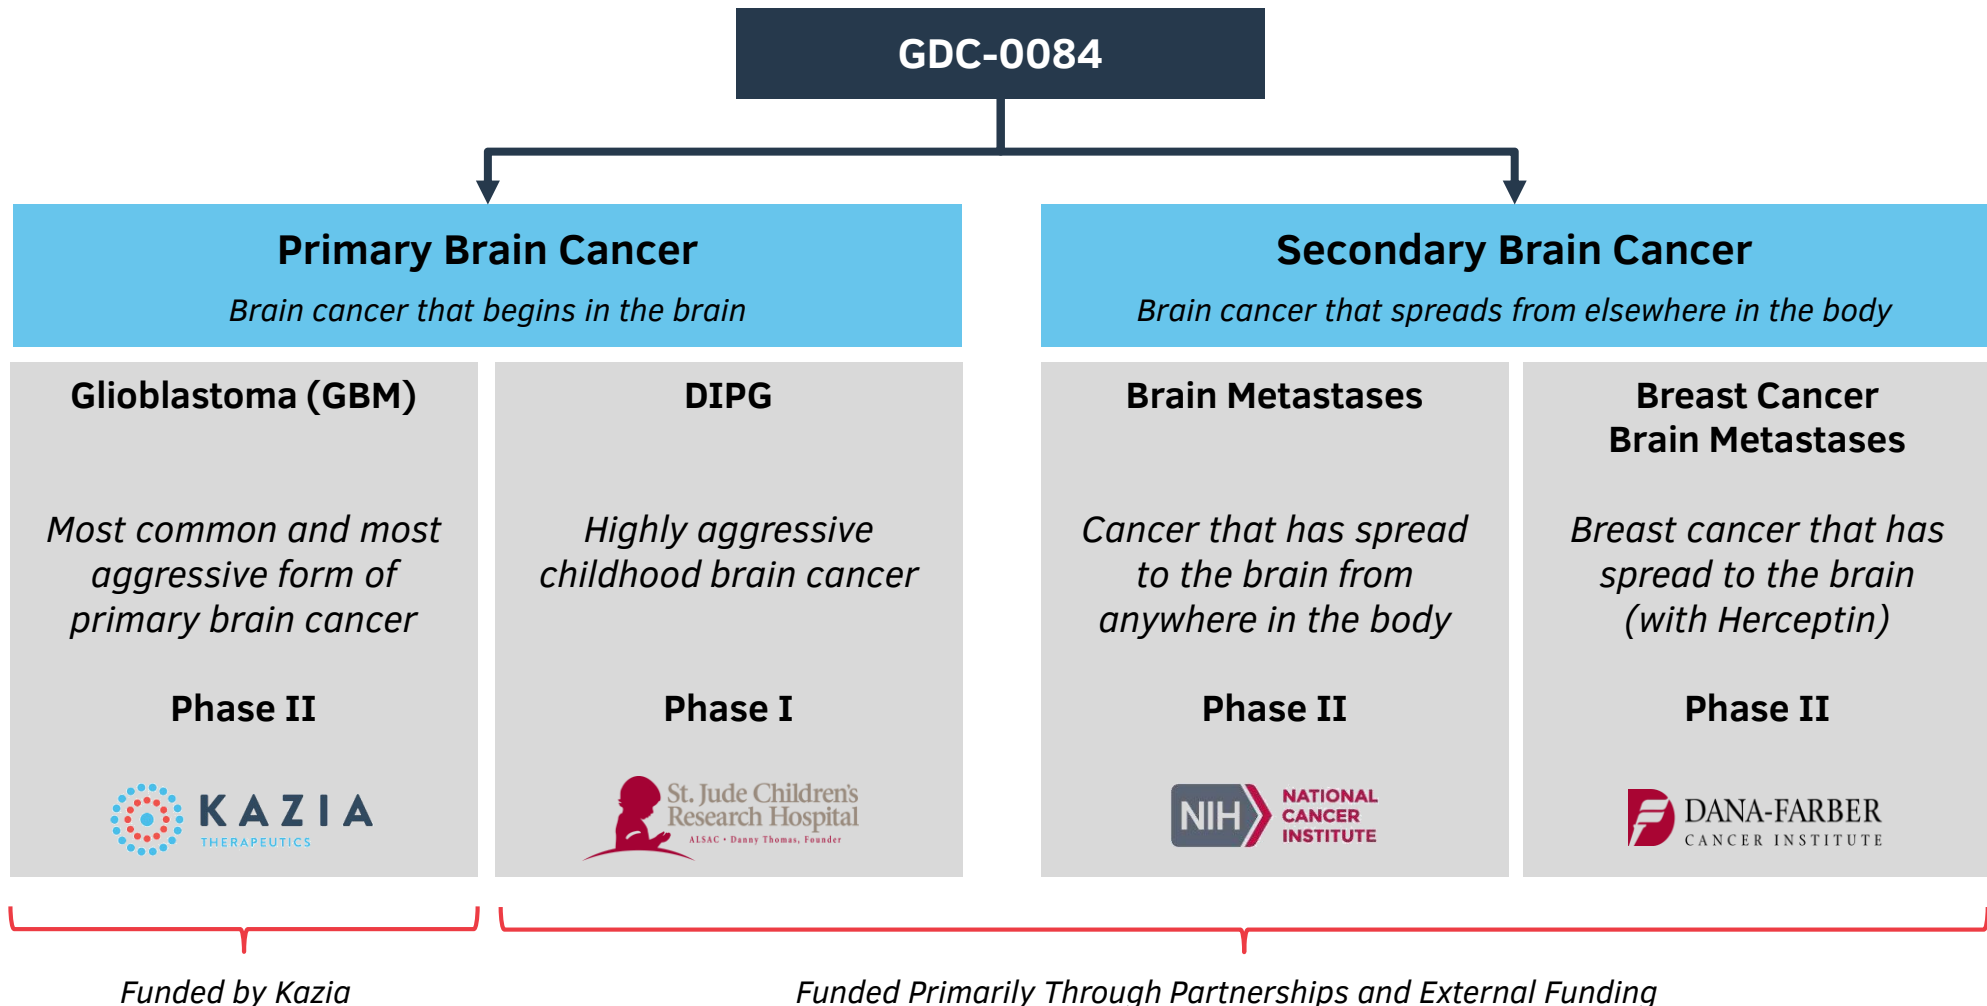 GDC-0084
Primary Brain Cancer
Brain cancer that begins in the brain
Secondary Brain Cancer
Brain cancer that spreads from elsewhere in the body
Glioblastoma (GBM)
Most common and most
aggressive form of
primary brain cancer
Phase II
KAZIA
THERAPEUTICS
DIPG
Highly aggressive
childhood brain cancer
Phase I
St. Jude Children's
Research Hospital
ALSAC • Danny Thomas, Founder
Brain Metastases
Cancer that has spread
to the brain from
anywhere in the body
Phase II
NIH
NATIONAL
CANCER
INSTITUTE
Breast Cancer
Brain Metastases
Breast cancer that has
spread to the brain
(with Herceptin)
Phase II
DANA-FARBER
CANCER INSTITUTE
Funded by Kazia
Funded Primarily Through Partnerships and External Funding